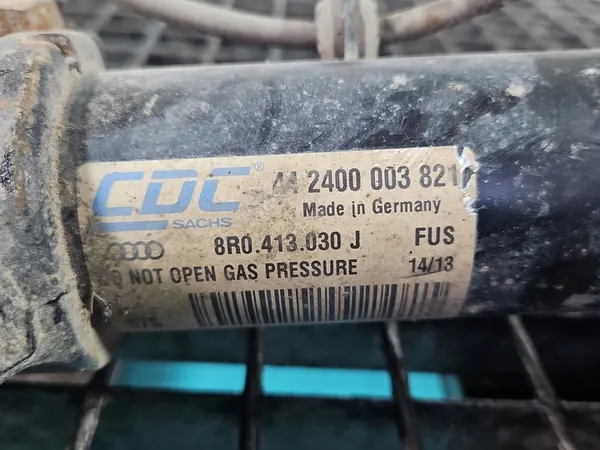 CDC®
SACHS
44 2400 003 821
Made in Germany
8R0.413.030 J
FUS
NOT OPEN GAS PRESSURE
14/13